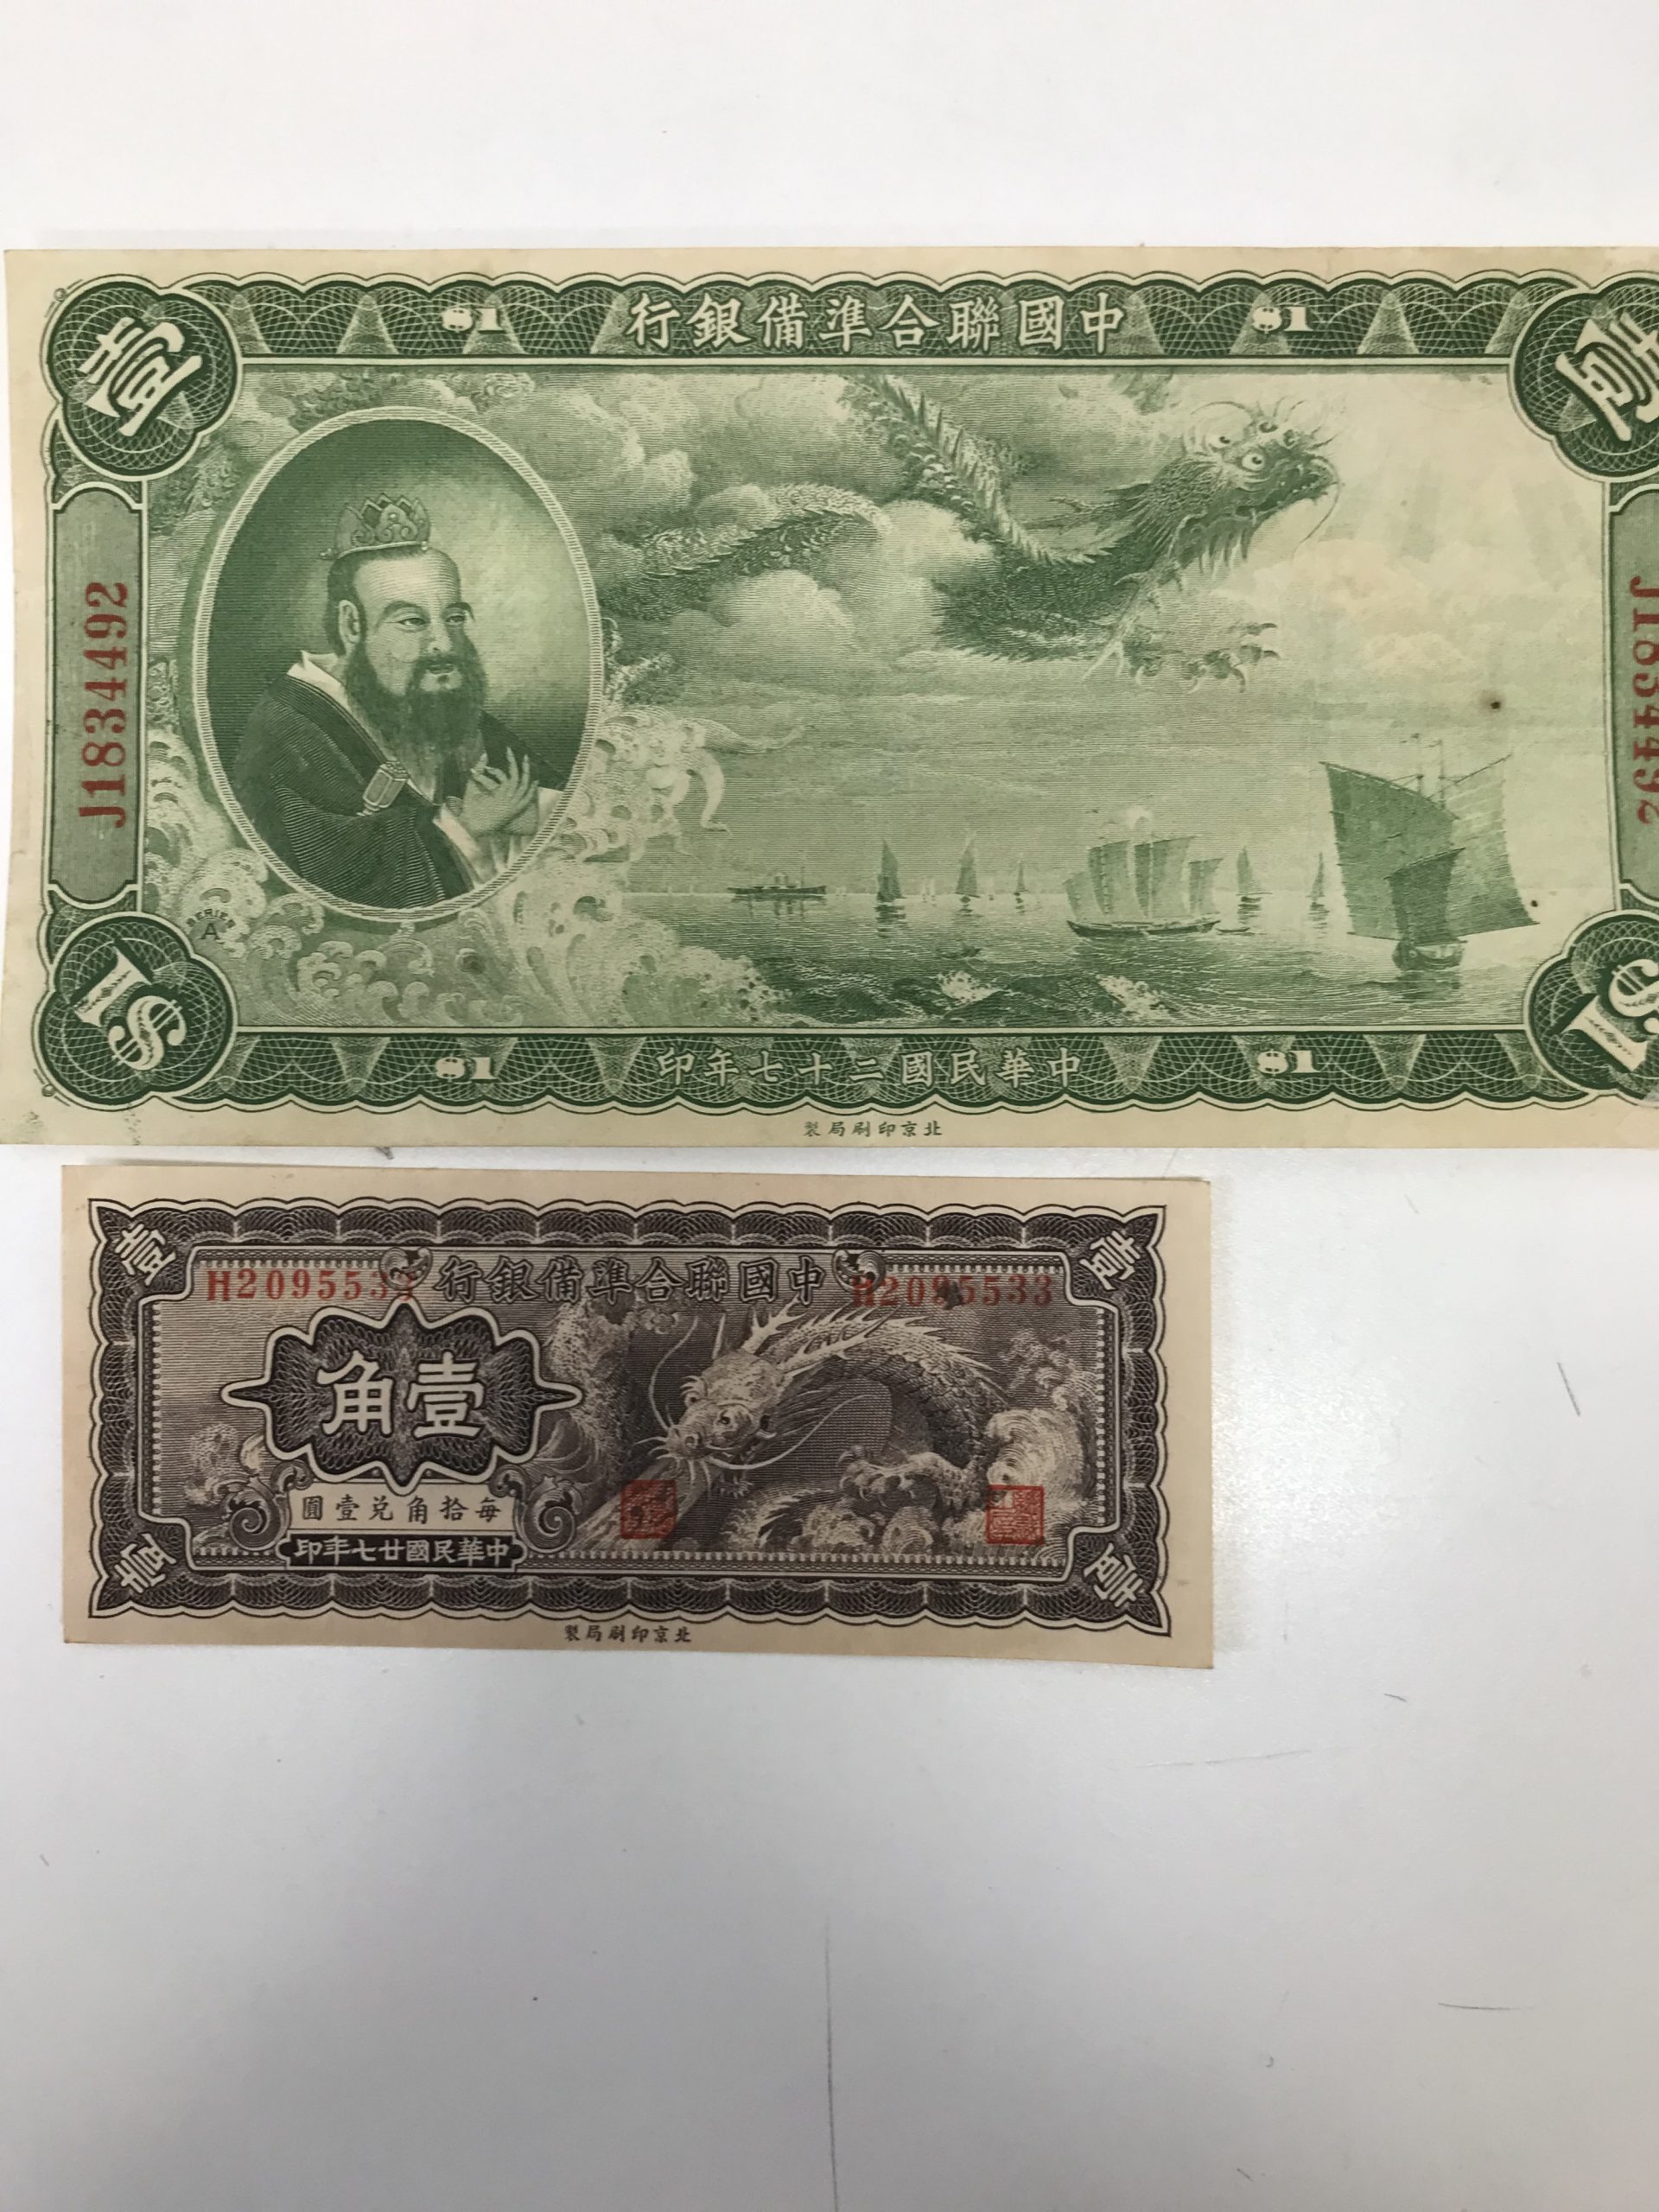 壹
$1
中國聯合準備銀行
$1
壹
J1834492
J1834492
SERIES
A
$1
$1
中華民國二十七年印
$1
$1
北京印刷局製
壹
壹
H2095533
中國聯合準備銀行
H2095533
壹角
每拾角兌壹圓
中華民國廿七年印
壹
壹
北京印刷局製